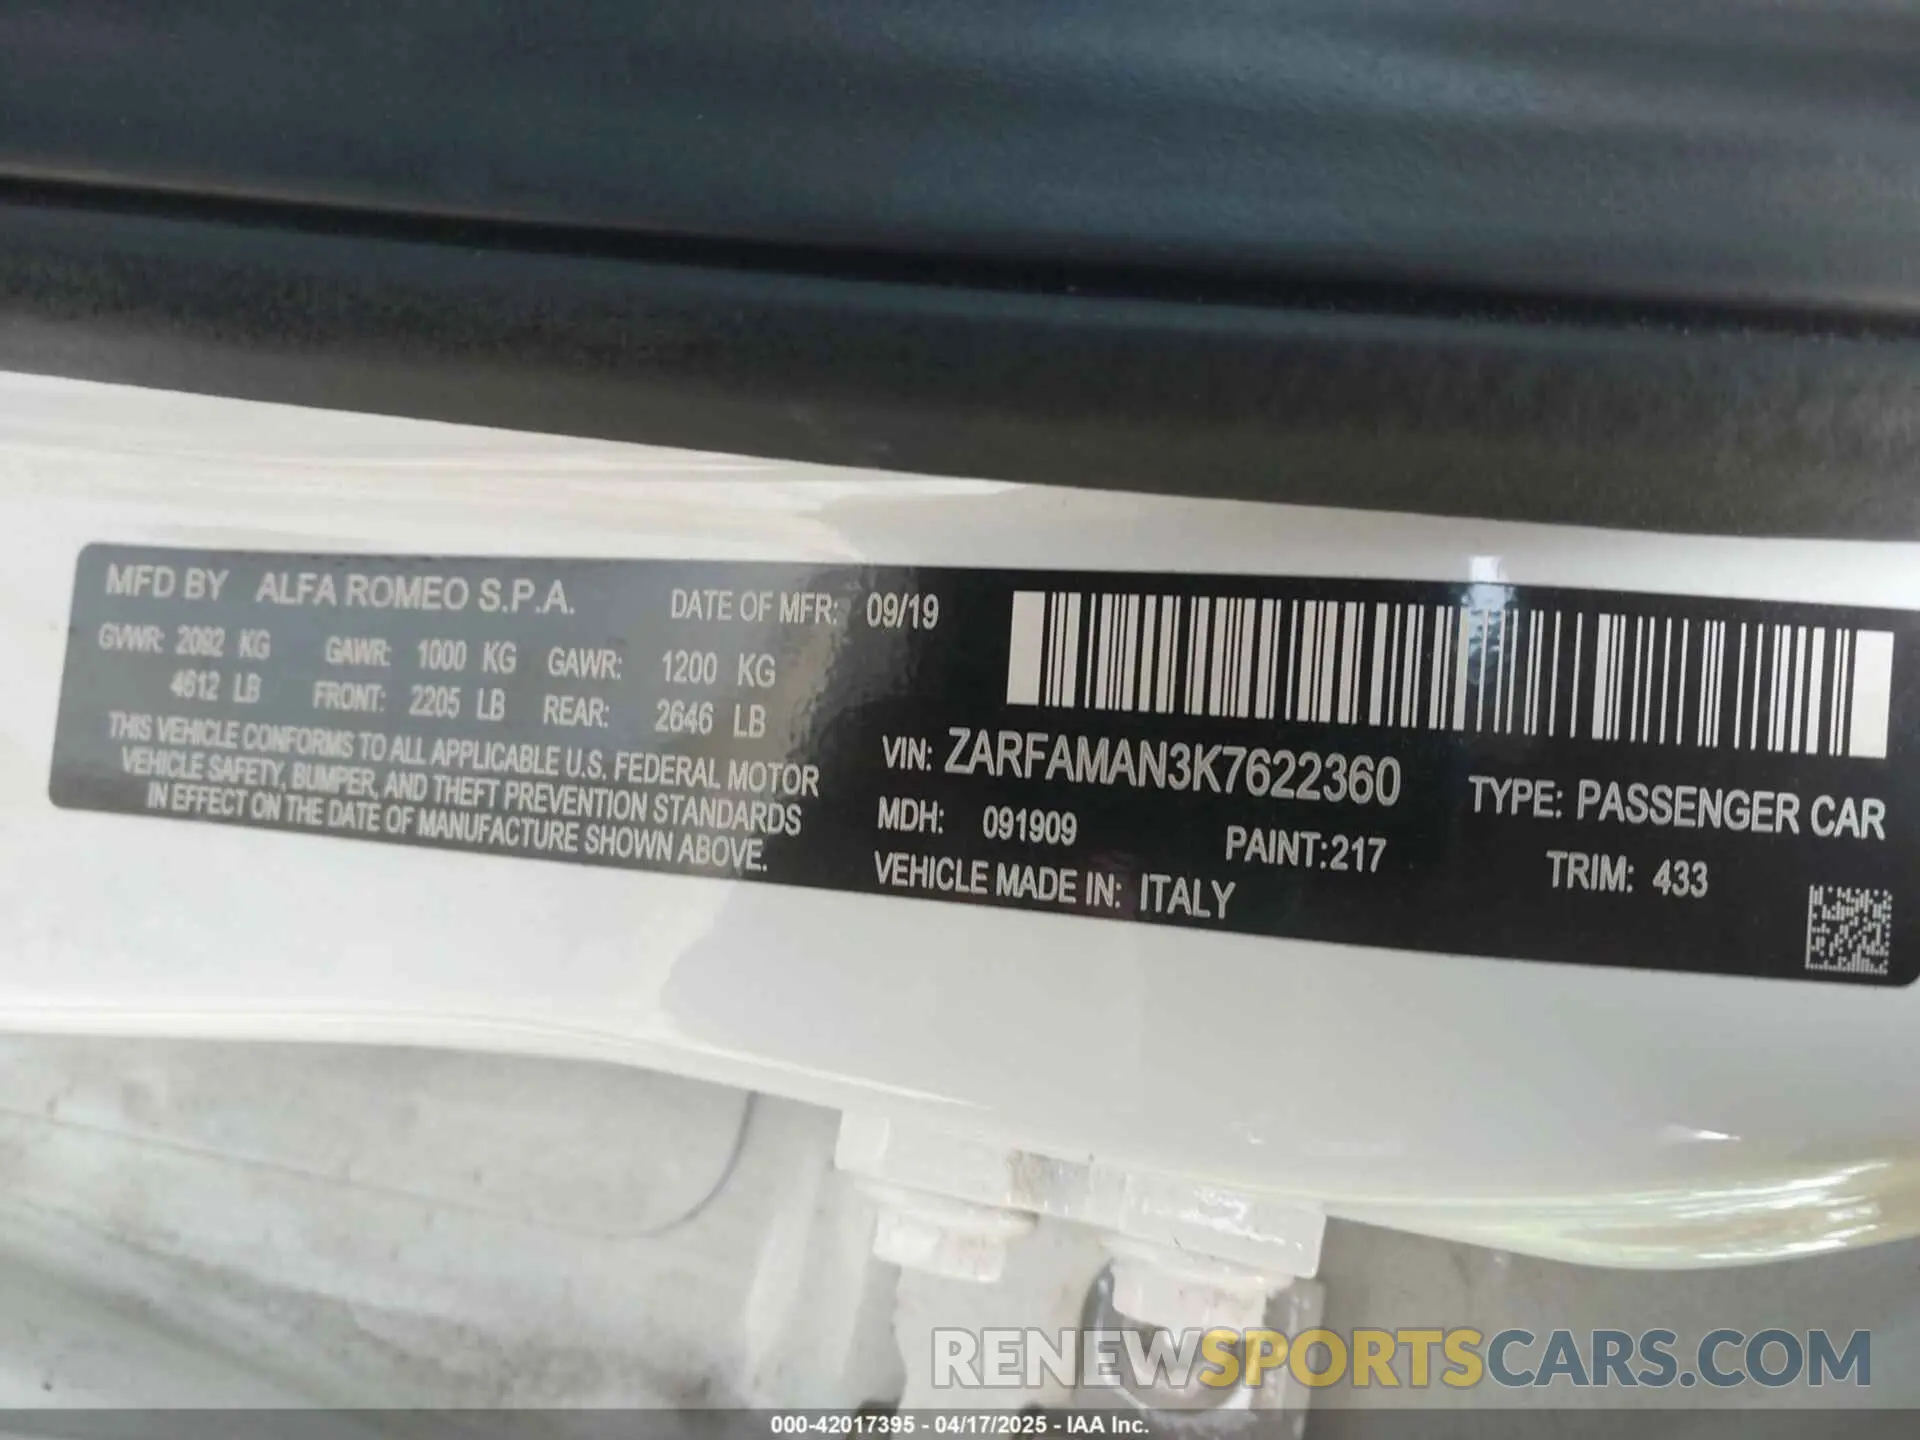 MFD BY ALFA ROMEO S.P.A. DATE OF MFR: 09/19
GVWR: 2092 KG GAWR: 1000 KG GAWR: 1200 KG
4612 LB FRONT: 2205 LB REAR: 2646 LB
THIS VEHICLE CONFORMS TO ALL APPLICABLE U.S. FEDERAL MOTOR
VEHICLE SAFETY, BUMPER, AND THEFT PREVENTION STANDARDS
IN EFFECT ON THE DATE OF MANUFACTURE SHOWN ABOVE.
VIN: ZARFAMAN3K7622360 TYPE: PASSENGER CAR
MDH: 091909 PAINT:217 TRIM: 433
VEHICLE MADE IN: ITALY
RENEWSPORTSCARS.COM
000-42017395 - 04/17/2025 - IAA Inc.